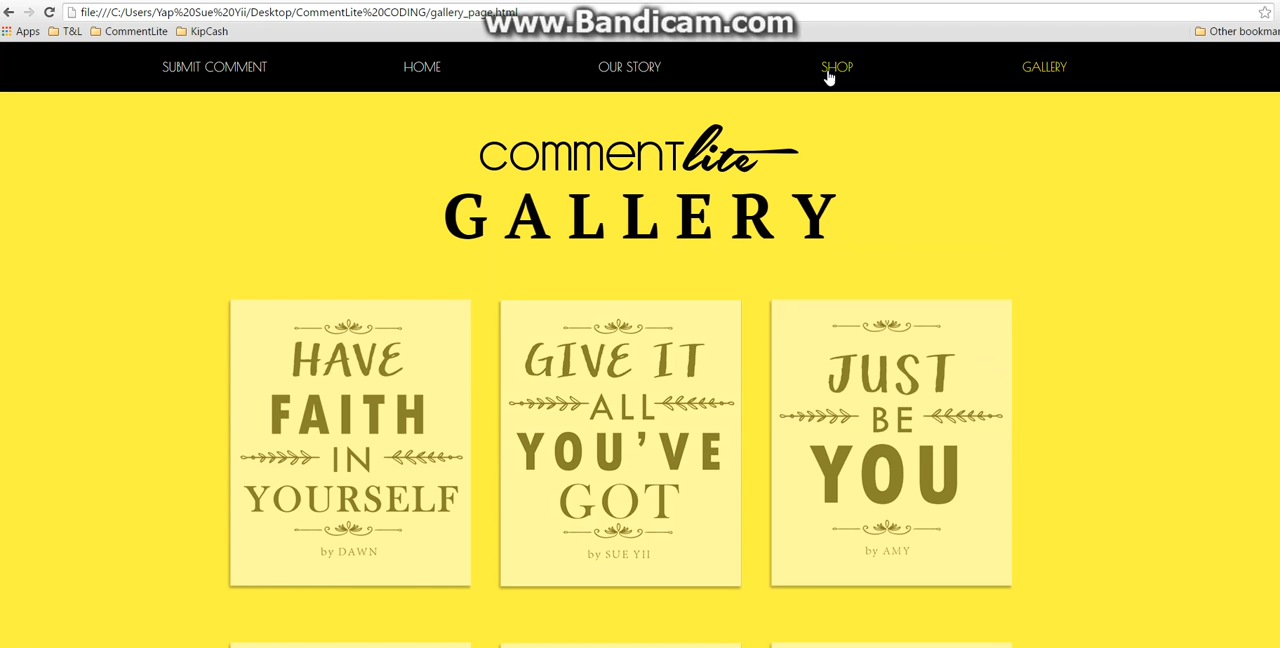 file:///C:/Users/Yap%20Sue%20Yii/Desktop/CommentLite%20CODING/gallery_page.html
www.Bandicam.com
Apps T&L CommentLite KipCash Other bookmar
SUBMIT COMMENT HOME OUR STORY SHOP GALLERY
commentlite
GALLERY
HAVE
FAITH
IN
YOURSELF
by DAWN
GIVE IT
ALL
YOU'VE
GOT
by SUE YII
JUST
BE
YOU
by AMY